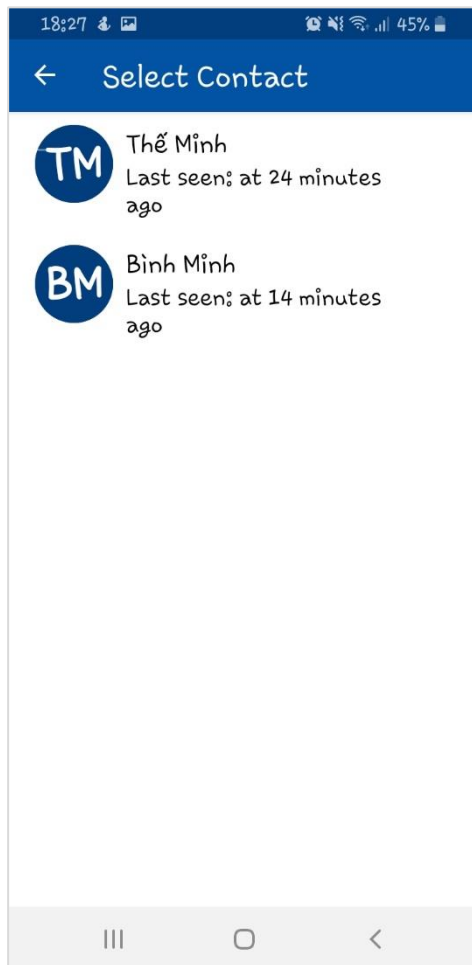 18:27 45%
Select Contact
TM
Thế Minh
Last seen: at 24 minutes
ago
BM
Bình Minh
Last seen: at 14 minutes
ago